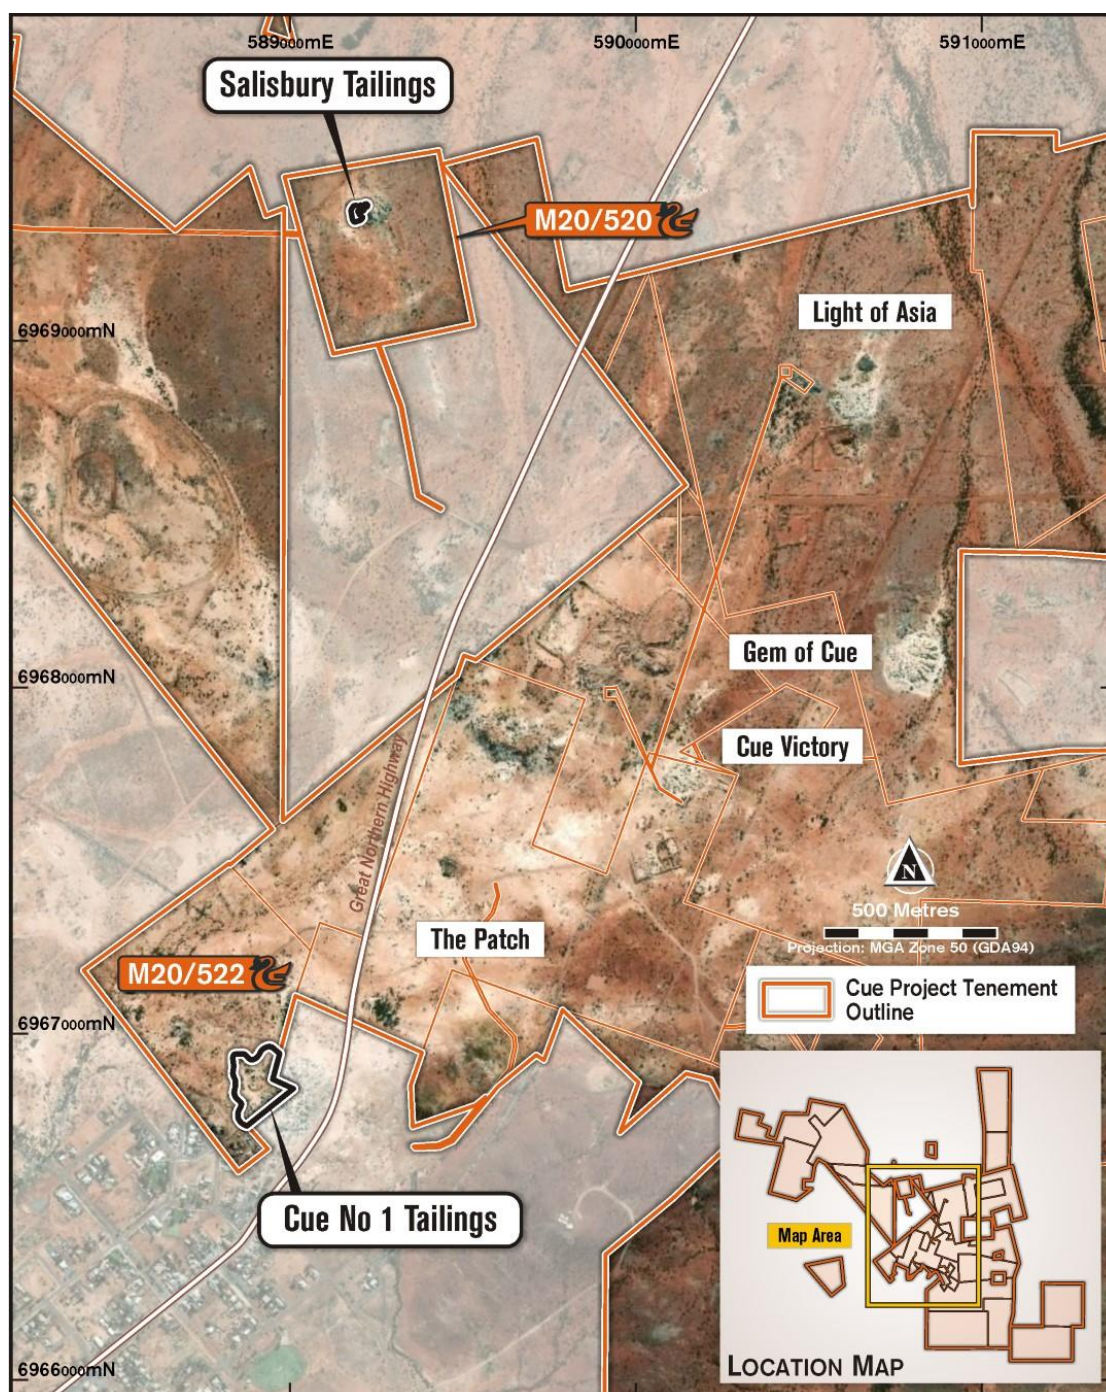 589000mE
590000mE
591000mE
Salisbury Tailings
M20/520
Light of Asia
6969000mN
Gem of Cue
6968000mN
Cue Victory
Great Northern Highway
500 Metres
Projection: MGA Zone 50 (GDA94)
The Patch
M20/522
Cue Project Tenement
Outline
6967000mN
Cue No 1 Tailings
Map Area
6966000mN
LOCATION MAP
N